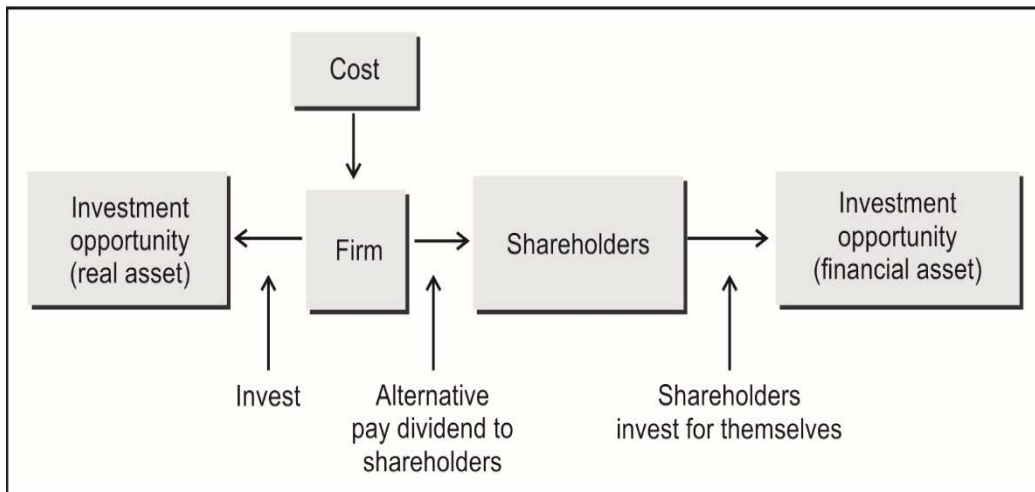 Cost
Investment
opportunity
(real asset)
Firm
Shareholders
Investment
opportunity
(financial asset)
Invest
Alternative
pay dividend to
shareholders
Shareholders
invest for themselves